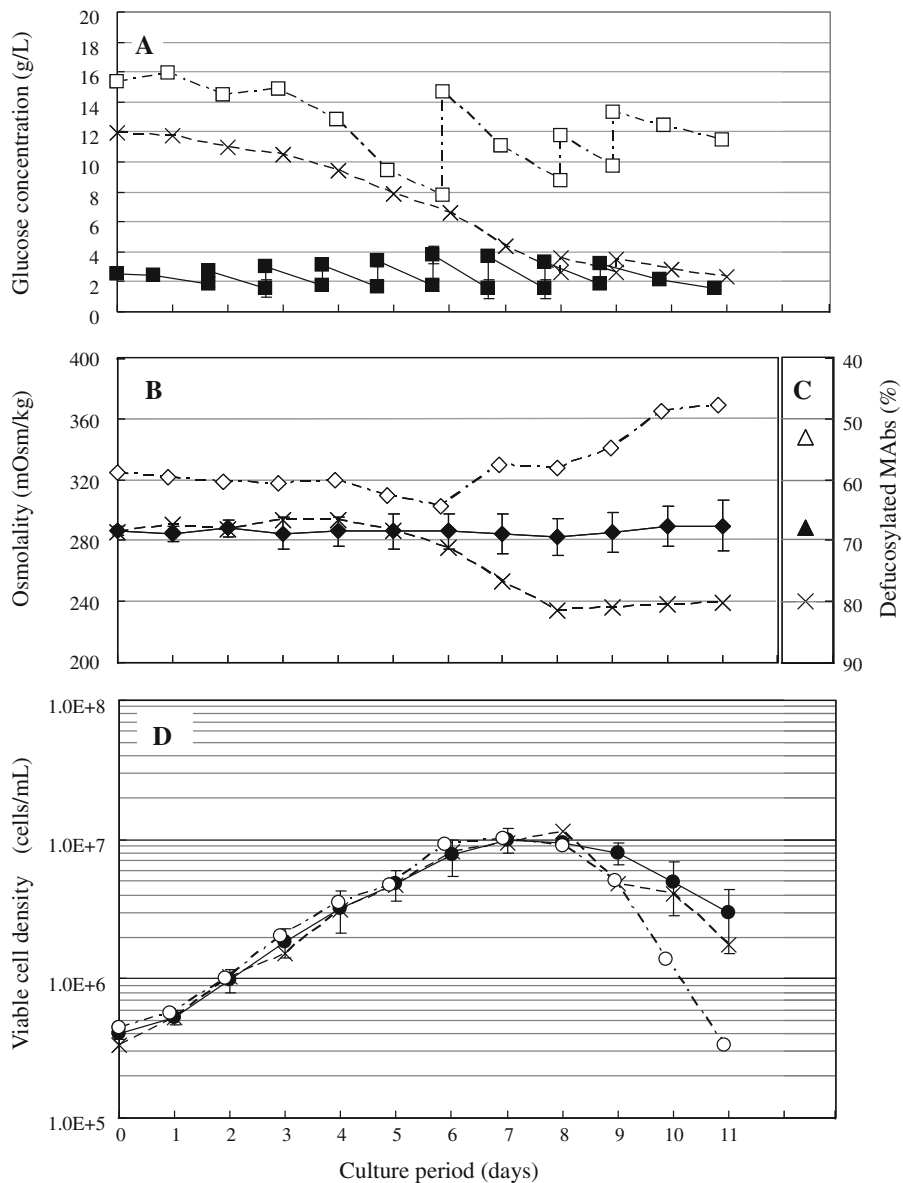 A
Glucose concentration (g/L)
20
18
16
14
12
10
8
6
4
2
0
B
Osmolality (mOsm/kg)
400
360
320
280
240
200
C
40
50
60
70
80
90
Defucosylated MAbs (%)
D
Viable cell density (cells/mL)
1.0E+8
1.0E+7
1.0E+6
1.0E+5
0 1 2 3 4 5 6 7 8 9 10 11
Culture period (days)